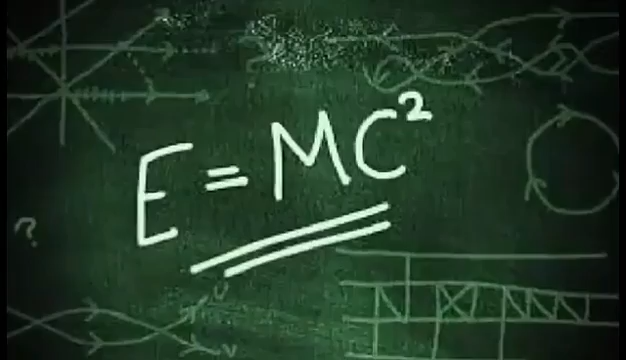 E = MC²
?